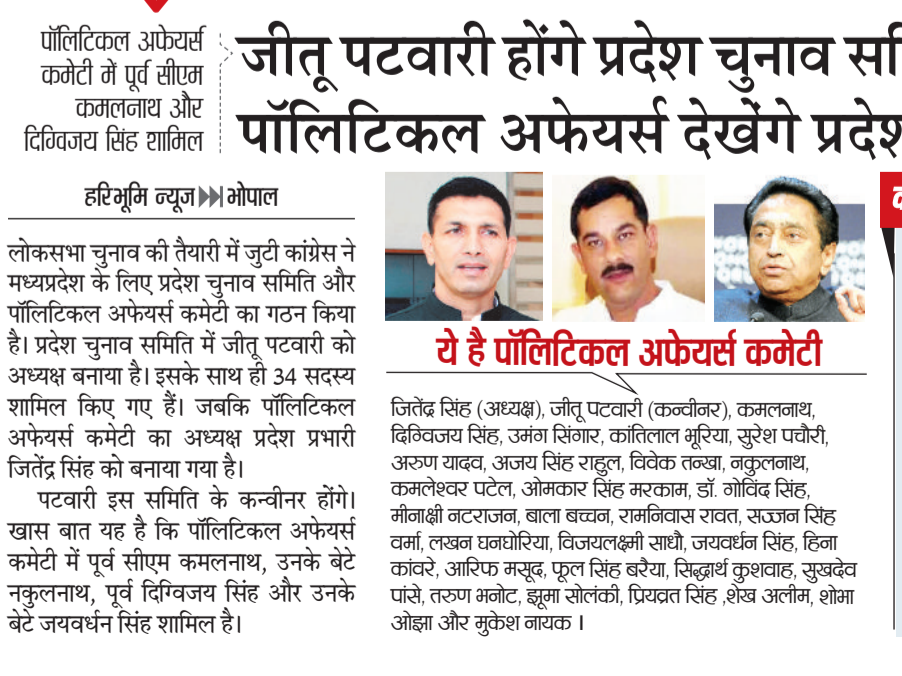 पॉलिटिकल अफेयर्स
कमेटी में पूर्व सीएम
कमलनाथ और
दिग्विजय सिंह शामिल
जीतू पटवारी होंगे प्रदेश चुनाव
पॉलिटिकल अफेयर्स देखेंगे
हरिभूमि न्यूज भोपाल
लोकसभा चुनाव की तैयारी में जुटी कांग्रेस ने
मध्यप्रदेश के लिए प्रदेश चुनाव समिति और
पॉलिटिकल अफेयर्स कमेटी का गठन किया
है। प्रदेश चुनाव समिति में जीतू पटवारी को
अध्यक्ष बनाया है। इसके साथ ही 34 सदस्य
शामिल किए गए हैं। जबकि पॉलिटिकल
अफेयर्स कमेटी का अध्यक्ष प्रदेश प्रभारी
जितेंद्र सिंह को बनाया गया है।
पटवारी इस समिति के कन्वीनर होंगे।
खास बात यह है कि पॉलिटिकल अफेयर्स
कमेटी में पूर्व सीएम कमलनाथ, उनके बेटे
नकुलनाथ, पूर्व दिग्विजय सिंह और उनके
बेटे जयवर्धन सिंह शामिल है।
ये है पॉलिटिकल अफेयर्स कमेटी
जितेंद्र सिंह (अध्यक्ष), जीतू पटवारी (कन्वीनर), कमलनाथ,
दिग्विजय सिंह, उमंग सिंगार, कांतिलाल भूरिया, सुरेश पचौरी,
अरुण यादव, अजय सिंह राहुल, विवेक तन्खा, नकुलनाथ,
कमलेश्वर पटेल, ओमकार सिंह मरकाम, डॉ. गोविंद सिंह,
मीनाक्षी नटराजन, बाला बच्चन, रामनिवास रावत, सज्जन सिंह
वर्मा, लखन घनघोरिया, विजयलक्ष्मी साधौ, जयवर्धन सिंह, हिना
कांवरे, आरिफ मसूद, फूल सिंह बरैया, सिद्धार्थ कुशवाह, सुखदेव
पांसे, तरुण भनोट, झूमा सोलंकी, प्रियव्रत सिंह ,शेख अलीम, शोभा
ओझा और मुकेश नायक ।